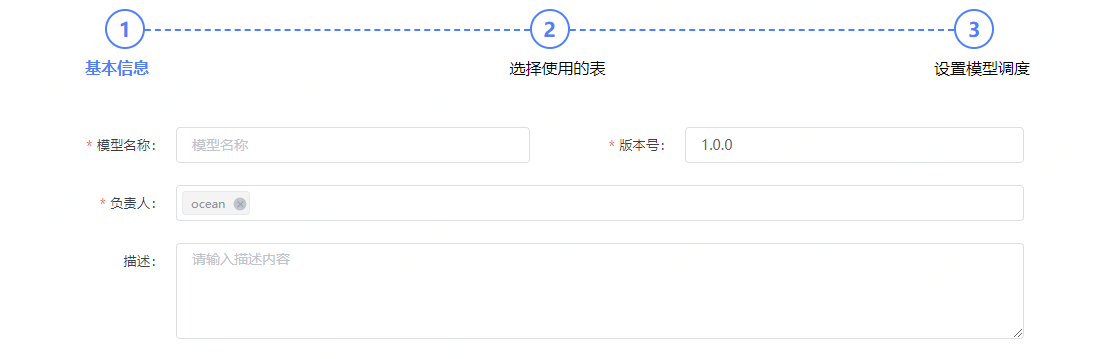 1 2 3
基本信息 选择使用的表 设置模型调度
* 模型名称： 模型名称 * 版本号： 1.0.0
* 负责人： ocean
描述： 请输入描述内容